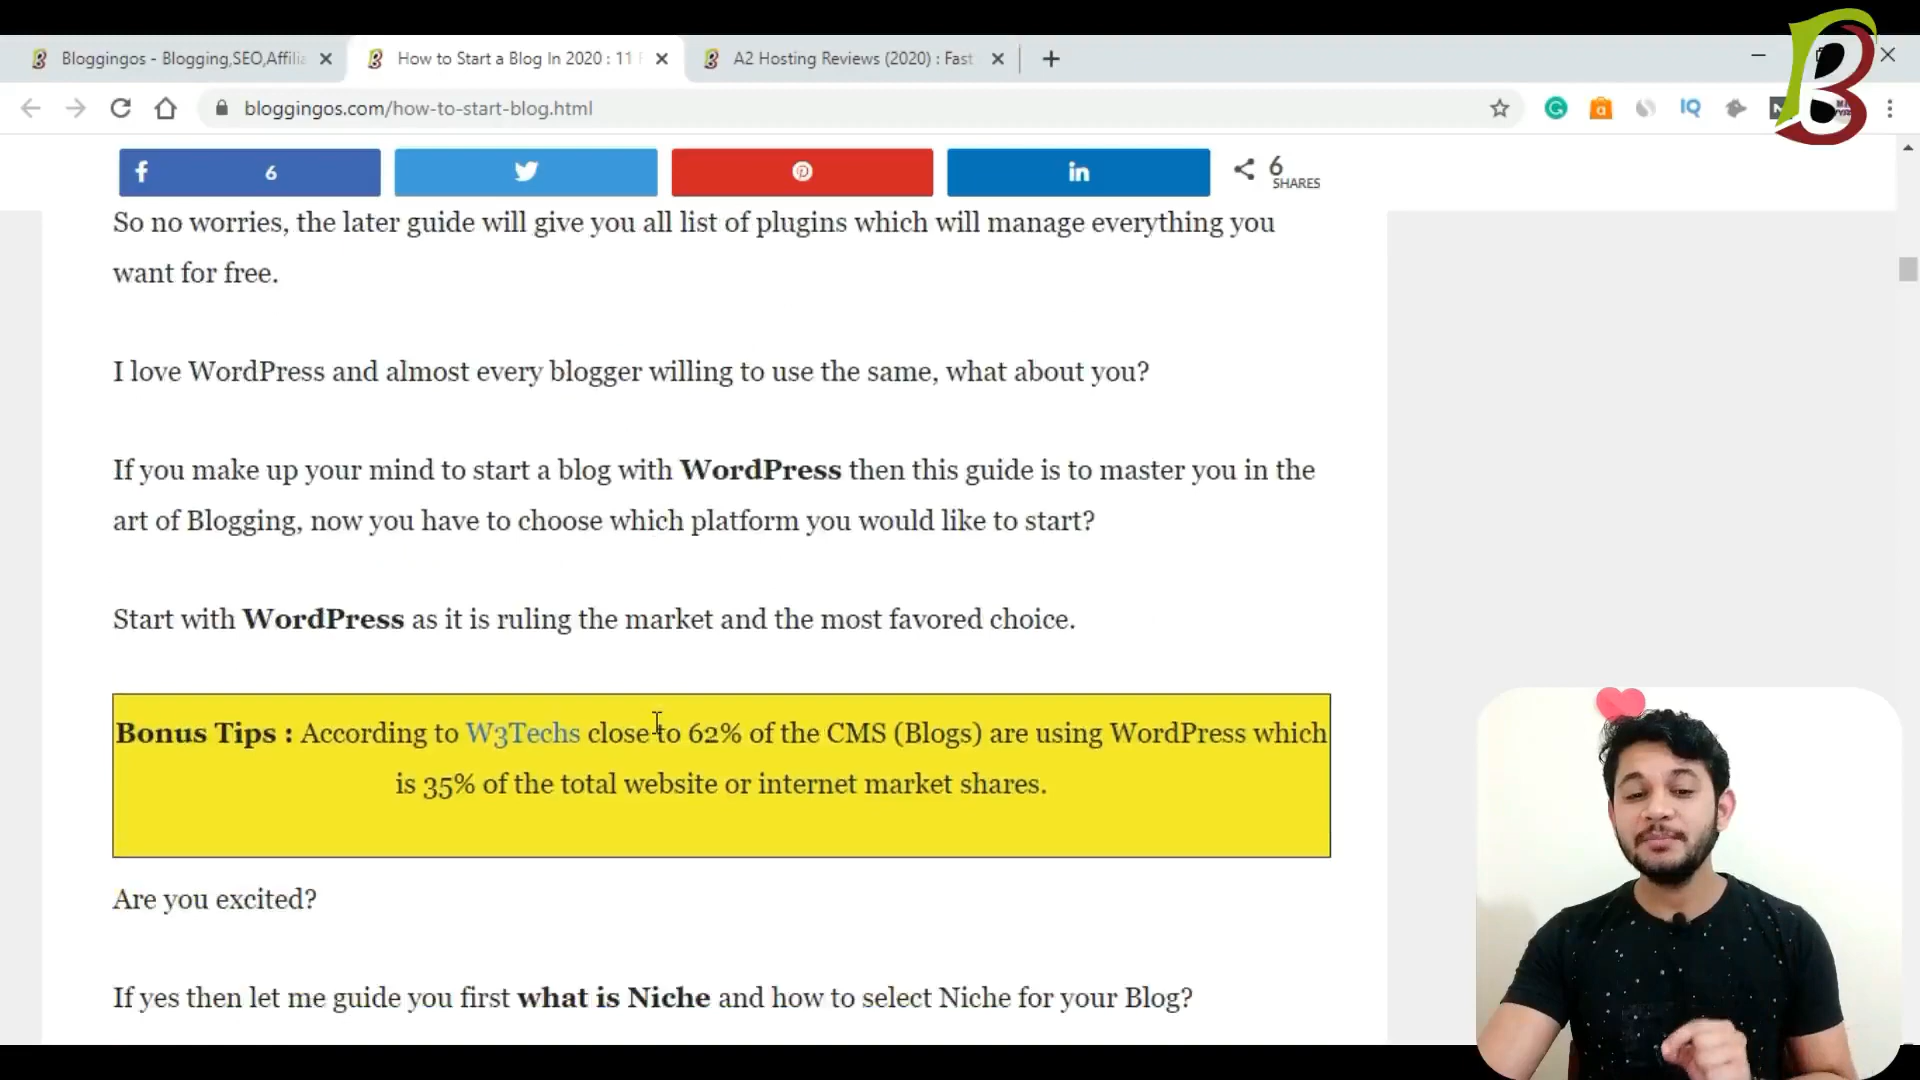 Bloggingos - Blogging,SEO,Affilia
How to Start a Blog In 2020 : 11
A2 Hosting Reviews (2020) : Fast
bloggingos.com/how-to-start-blog.html
IQ
6
in
6
SHARES
So no worries, the later guide will give you all list of plugins which will manage everything you
want for free.
I love WordPress and almost every blogger willing to use the same, what about you?
If you make up your mind to start a blog with WordPress then this guide is to master you in the
art of Blogging, now you have to choose which platform you would like to start?
Start with WordPress as it is ruling the market and the most favored choice.
Bonus Tips : According to W3Techs close to 62% of the CMS (Blogs) are using WordPress which
is 35% of the total website or internet market shares.
Are you excited?
If yes then let me guide you first what is Niche and how to select Niche for your Blog?